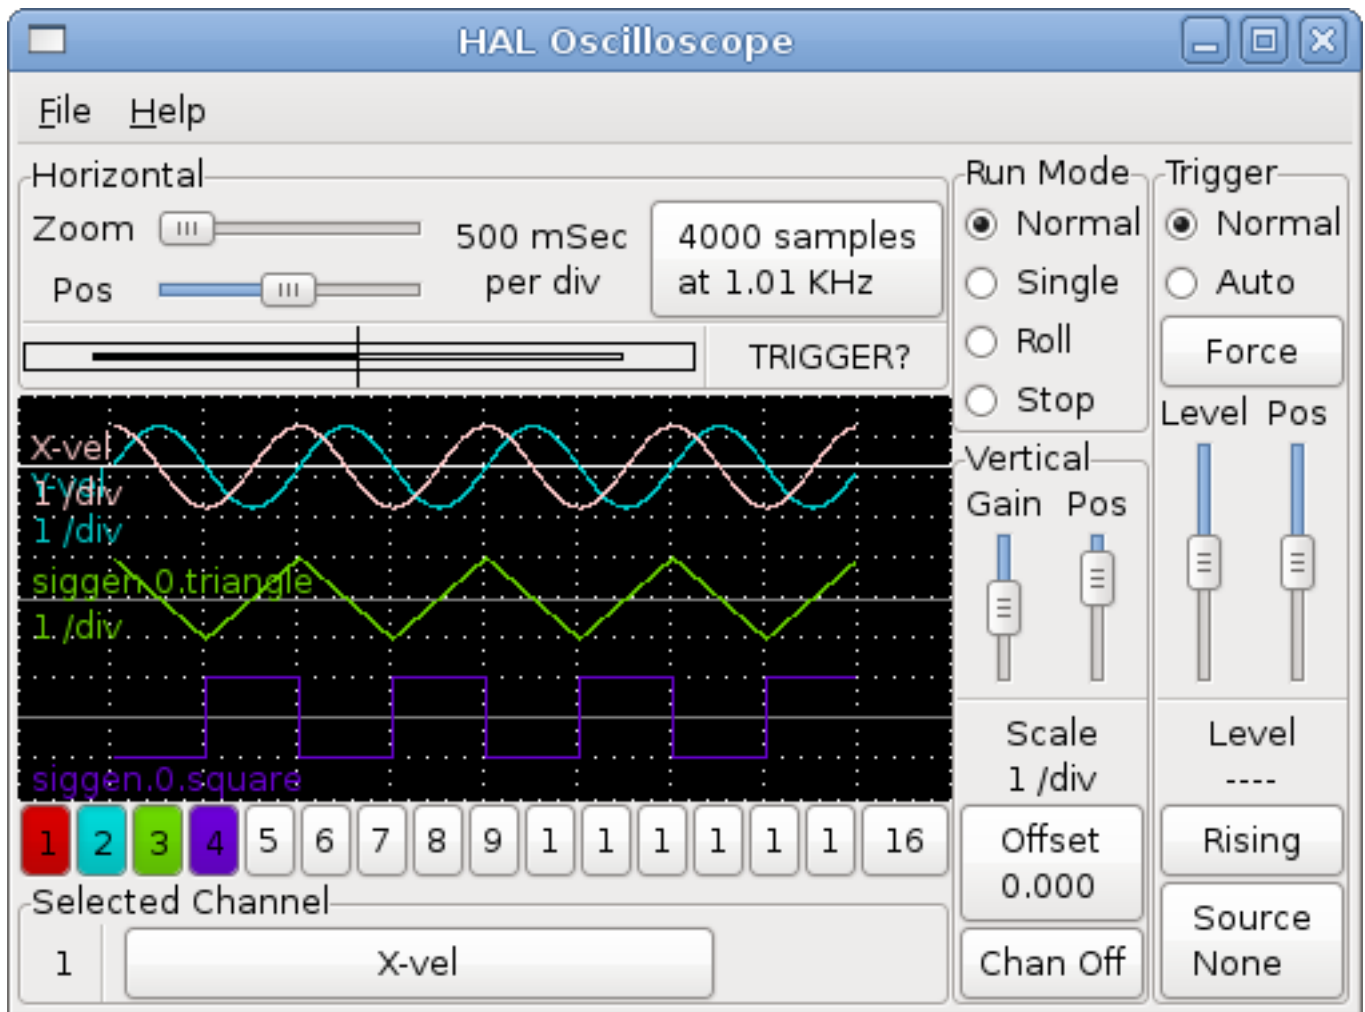 HAL Oscilloscope
File Help
Horizontal
Zoom
Pos
500 mSec
per div
4000 samples
at 1.01 KHz
TRIGGER?
Run Mode
Normal
Single
Roll
Stop
Trigger
Normal
Auto
Force
Level Pos
X-vel
Y-vel
1 /div
1 /div
siggen.0.triangle
1 /div
siggen.0.square
Vertical
Gain Pos
Scale
1 /div
Offset
0.000
Chan Off
Level
----
Rising
Source
None
1 2 3 4 5 6 7 8 9 1 1 1 1 1 1 16
Selected Channel
1 X-vel